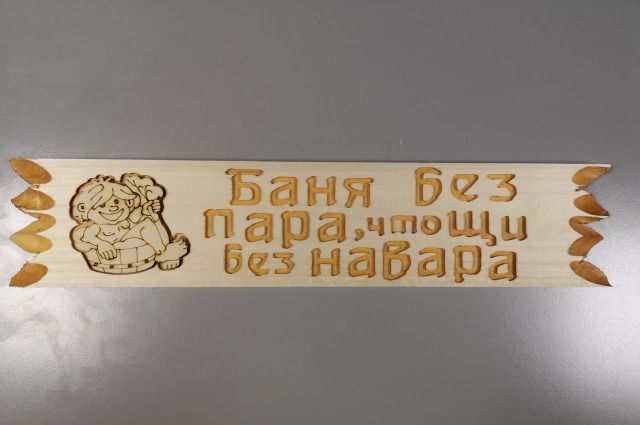 Баня без
пара, что щи
без навара